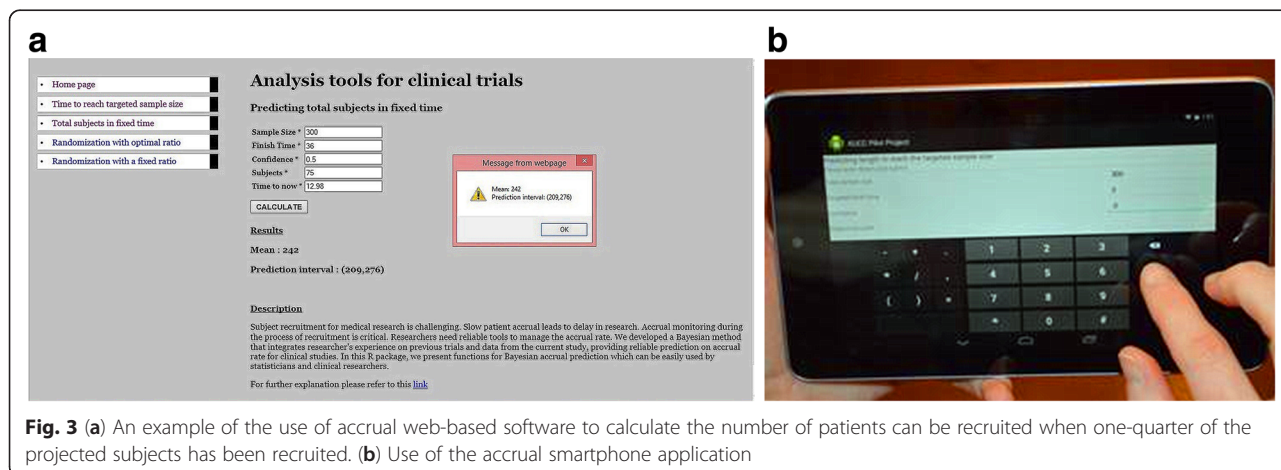 a
• Home page
• Time to reach targeted sample size
• Total subjects in fixed time
• Randomization with optimal ratio
• Randomization with a fixed ratio
Analysis tools for clinical trials
Predicting total subjects in fixed time
Sample Size * 300
Finish Time * 36
Confidence * 0.5
Subjects * 75
Time to now * 12.98
CALCULATE
Results
Mean : 242
Prediction interval : (209,276)
Message from webpage
Mean: 242
Prediction interval: (209,276)
OK
Description
Subject recruitment for medical research is challenging. Slow patient accrual leads to delay in research. Accrual monitoring during
the process of recruitment is critical. Researchers need reliable tools to manage the accrual rate. We developed a Bayesian method
that integrates researcher's experience on previous trials and data from the current study, providing reliable prediction on accrual
rate for clinical studies. In this R package, we present functions for Bayesian accrual prediction which can be easily used by
statisticians and clinical researchers.
For further explanation please refer to this link
b
KUCC Pilot Project
Predicting length to reach the targeted sample size
300
- + .
1 2 3
* / ,
4 5 6
( ) =
7 8 9
* 0 #
Fig. 3 (a) An example of the use of accrual web-based software to calculate the number of patients can be recruited when one-quarter of the
projected subjects has been recruited. (b) Use of the accrual smartphone application